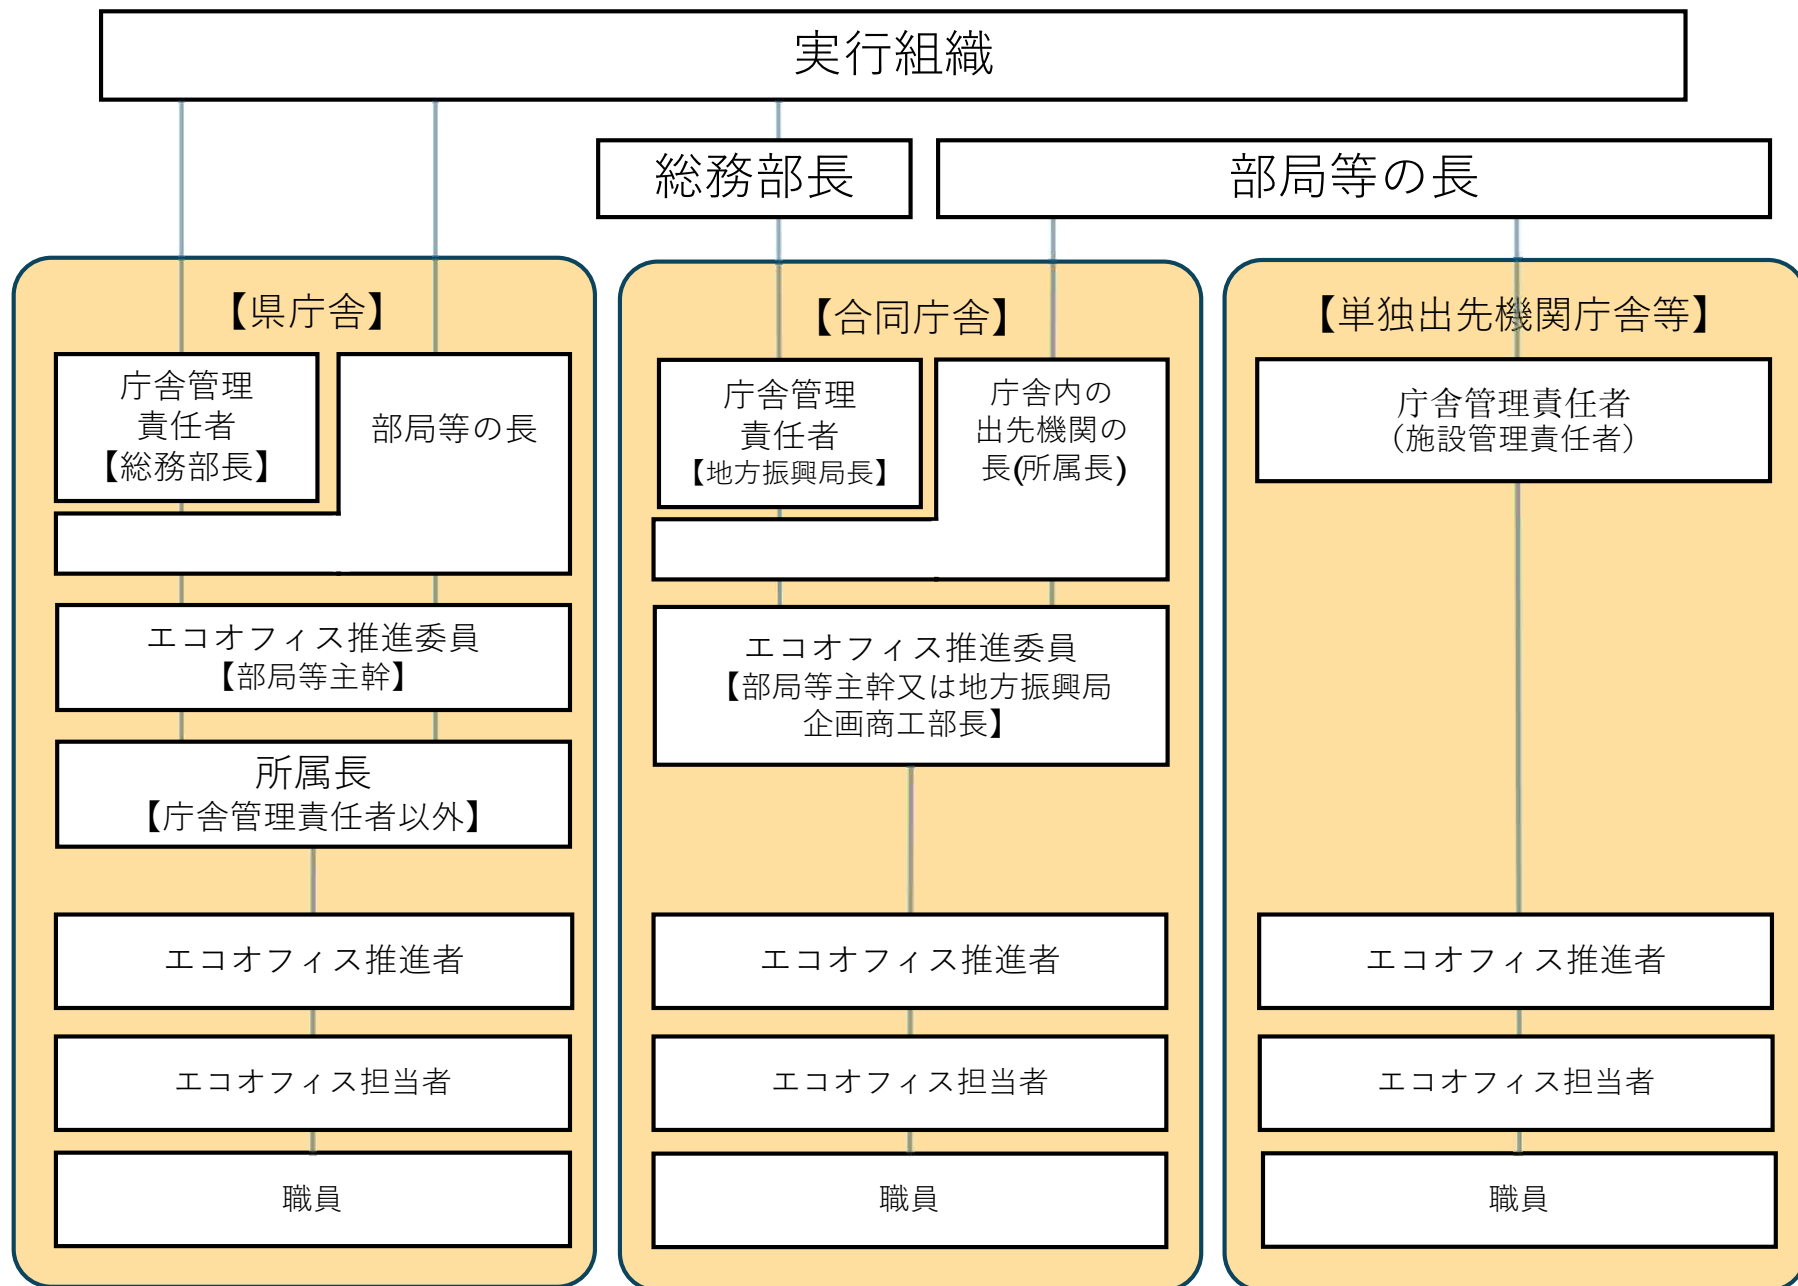 実行組織
総務部長
部局等の長
【県庁舎】
庁舎管理
責任者
【総務部長】
部局等の長
エコオフィス推進委員
【部局等主幹】
所属長
【庁舎管理責任者以外】
エコオフィス推進者
エコオフィス担当者
職員
【合同庁舎】
庁舎管理
責任者
【地方振興局長】
庁舎内の
出先機関の
長(所属長)
エコオフィス推進委員
【部局等主幹又は地方振興局
企画商工部長】
エコオフィス推進者
エコオフィス担当者
職員
【単独出先機関庁舎等】
庁舎管理責任者
（施設管理責任者）
エコオフィス推進者
エコオフィス担当者
職員